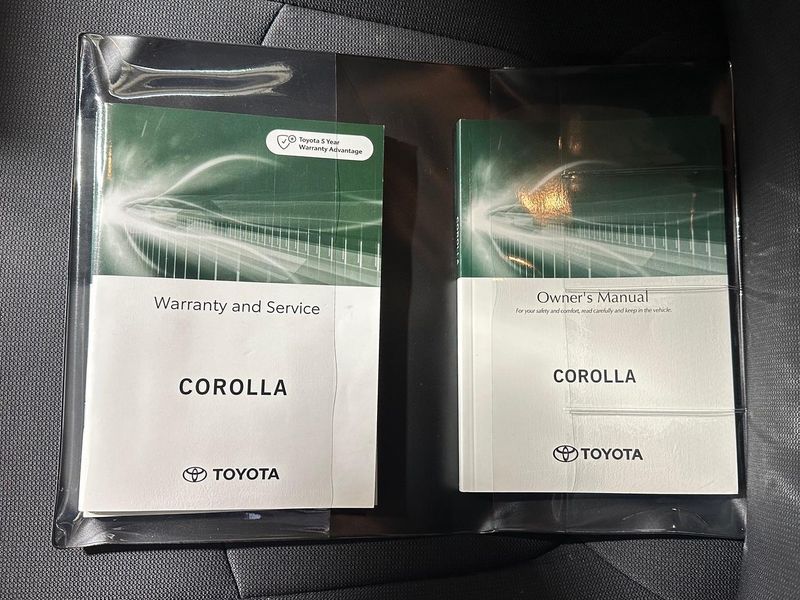 Toyota 5 Year
Warranty Advantage
Warranty and Service
COROLLA
TOYOTA
COROLLA
Owner's Manual
For your safety and comfort, read carefully and keep in the vehicle.
COROLLA
TOYOTA